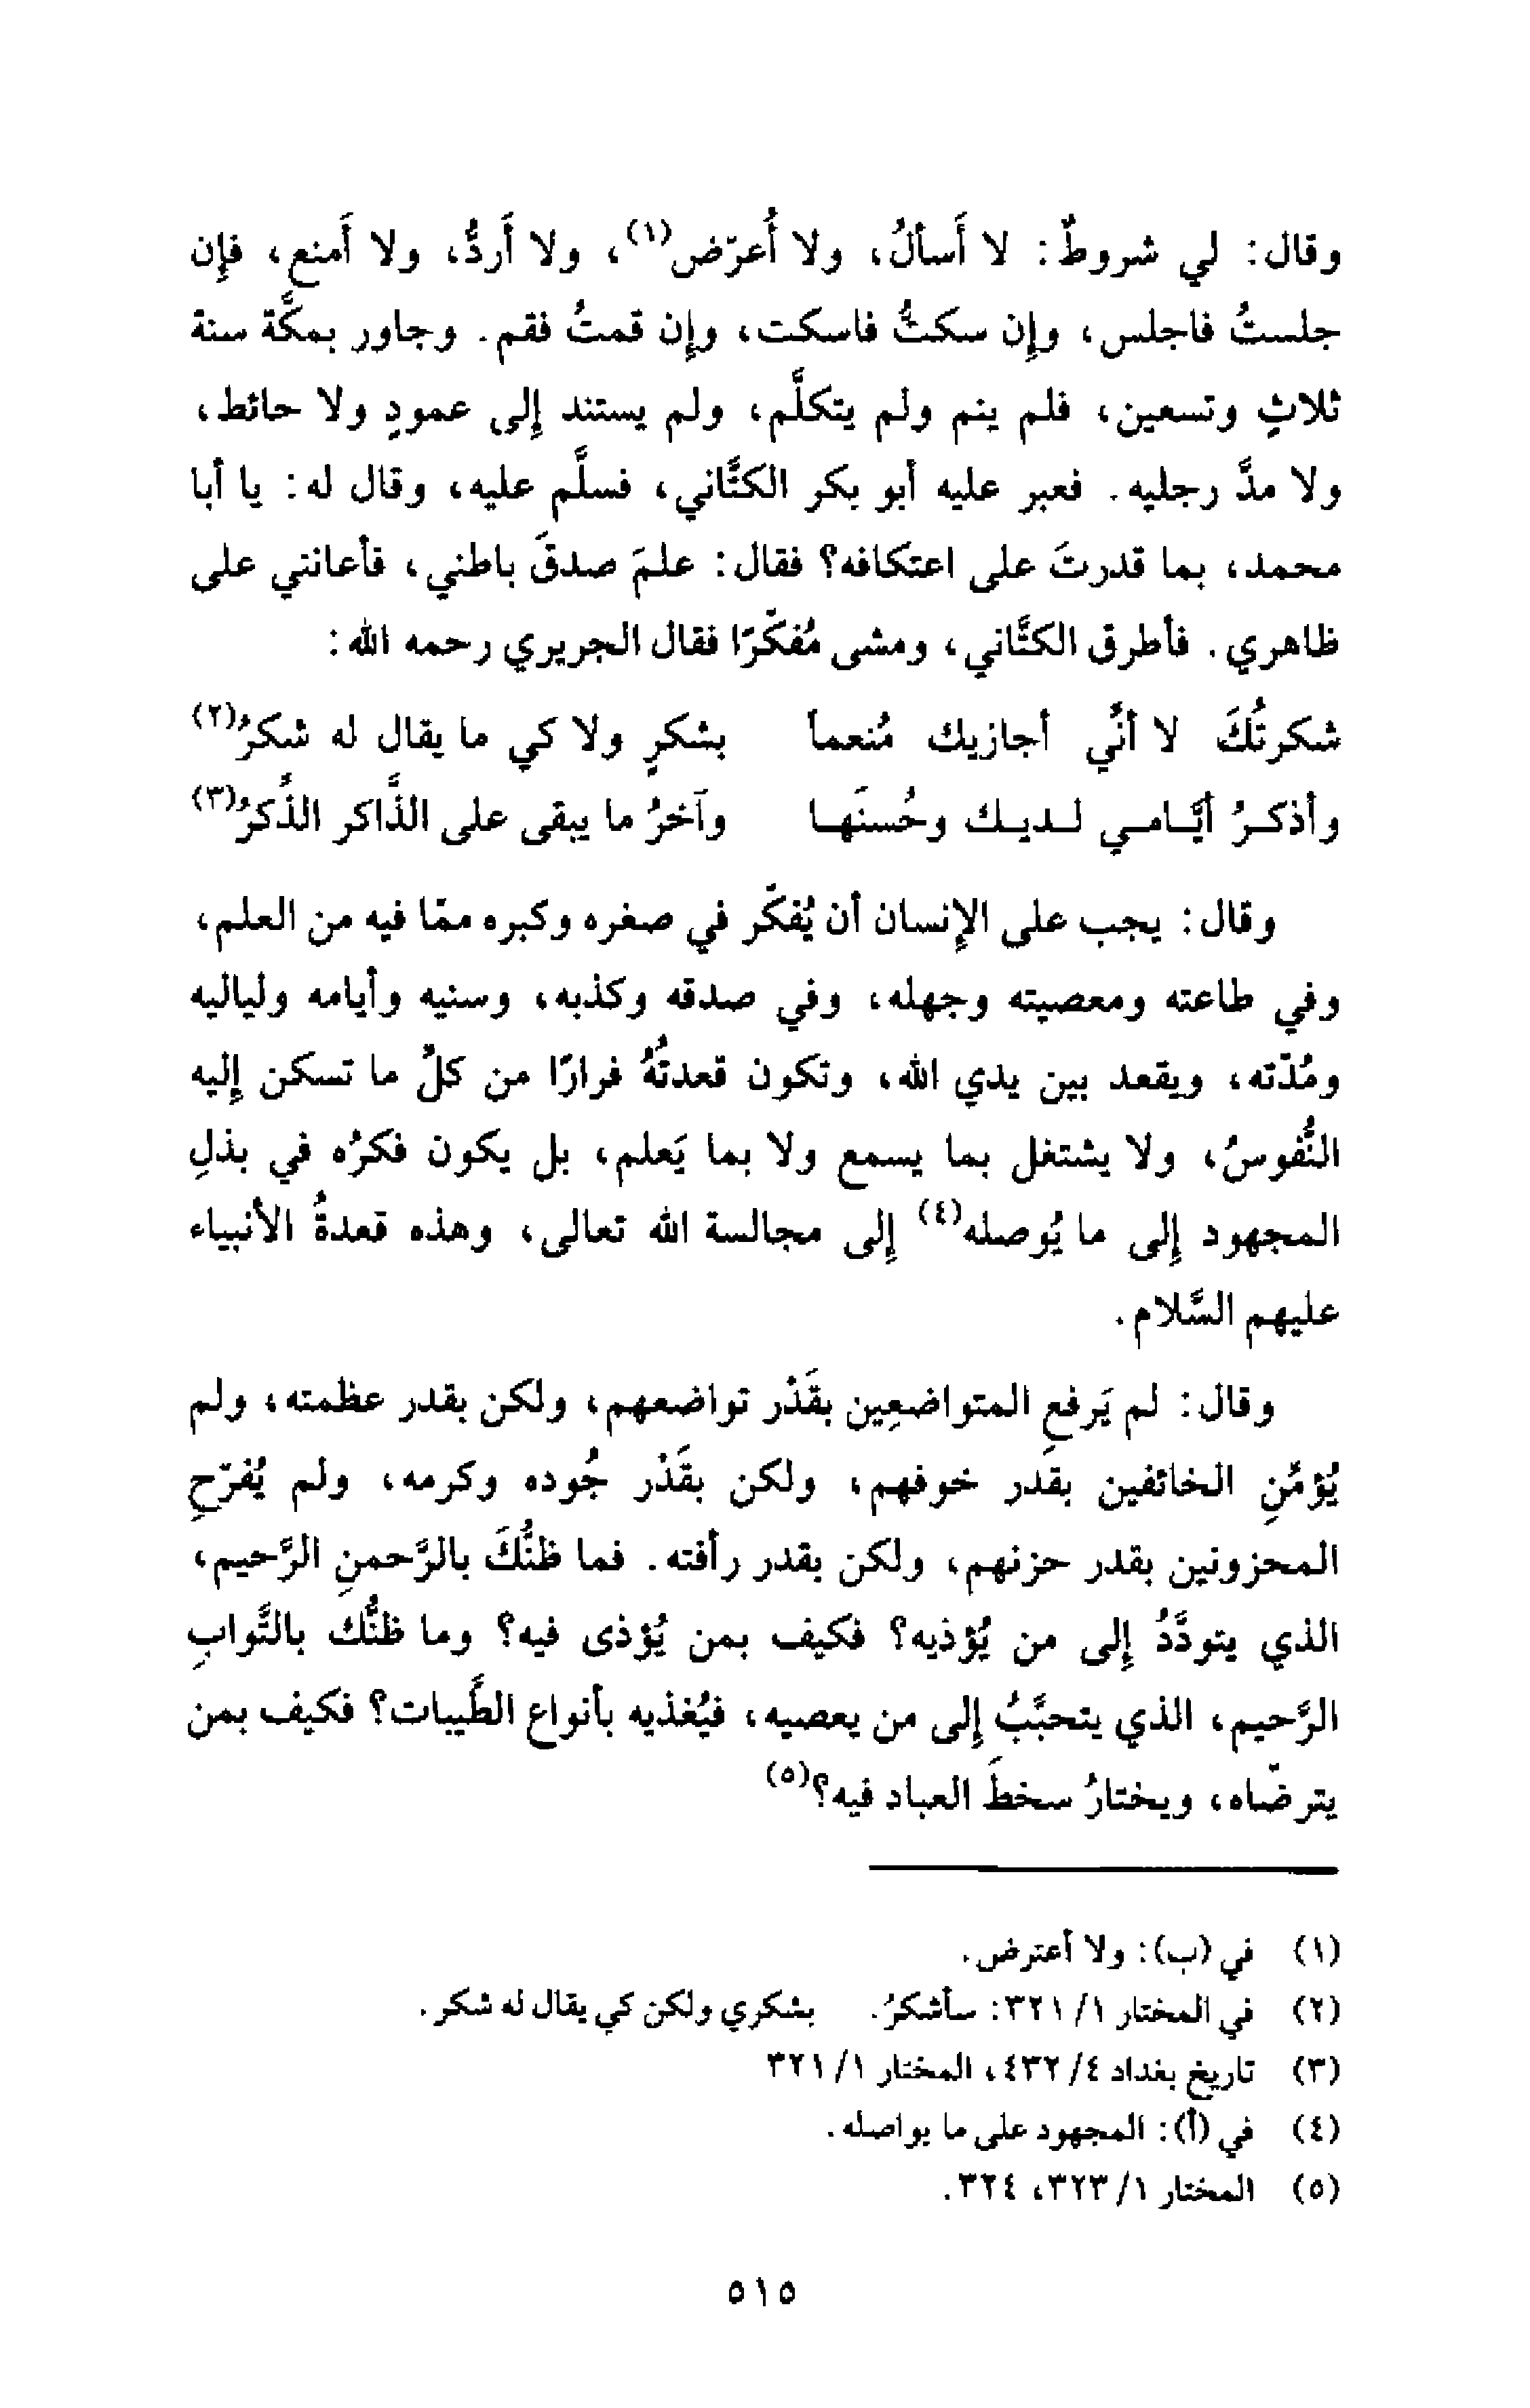 وقال: لي شروطٌ: لا أَسألُ، ولا أُعرّض(١)، ولا أَردُّ، ولا أَمنع، فإن
جلستُ فاجلس، وإن سكتُّ فاسكت، وإن قمتُ فقم. وجاور بمكَّة سنة
ثلاثٍ وتسعين، فلم ينم ولم يتكلَّم، ولم يستند إلى عمودٍ ولا حائط،
ولا مدَّ رجليه. فعبر عليه أبو بكر الكتَّاني، فسلَّم عليه، وقال له: يا أبا
محمد، بما قدرتَ على اعتكافه؟ فقال: علمَ صدقَ باطني، فأعانني على
ظاهري. فأطرق الكتَّاني، ومشى مُفكّرًا فقال الجريري رحمه الله:
شكرتُكَ لا أنِّي أجازيك مُنعماً بشكرٍ ولا كي ما يقال له شكرُ(٢)
وأذكرُ أيَّامي لديك وحُسنَها وآخرُ ما يبقى على الذَّاكر الذِّكرُ(٣)
وقال: يجب على الإنسان أن يُفكّر في صغره وكبره ممّا فيه من العلم،
وفي طاعته ومعصيته وجهله، وفي صدقه وكذبه، وسنيه وأيامه ولياليه
ومُدّته، ويقعد بين يدي الله، وتكون قعدتُهُ فرارًا من كلِّ ما تسكن إليه
النُّفوسُ، ولا يشتغل بما يسمع ولا بما يَعلم، بل يكون فكرُه في بذلِ
المجهود إلى ما يُوصله(٤) إلى مجالسة الله تعالى، وهذه قعدةُ الأنبياء
عليهم السَّلام.
وقال: لم يَرفعِ المتواضعِين بقَدْر تواضعهم، ولكن بقدر عظمته، ولم
يُؤمِّنِ الخائفين بقدر خوفهم، ولكن بقَدْر جُوده وكرمه، ولم يُفرّحِ
المحزونين بقدر حزنهم، ولكن بقدر رأفته. فما ظنُّكَ بالرَّحمنِ الرَّحيم،
الذي يتودَّدُ إلى من يُؤذيه؟ فكيف بمن يُؤذى فيه؟ وما ظنُّك بالتَّوابِ
الرَّحيم، الذي يتحبَّبُ إلى من يعصيه، فيُغذيه بأنواع الطَّيبات؟ فكيف بمن
يترضّاه، ويختارُ سخطَ العباد فيه؟(٥)
(١) في (ب): ولا أعترض.
(٢) في المختار ١/ ٣٢١: سأشكرُ. بشكري ولكن كي يقال له شكر.
(٣) تاريخ بغداد ٤/ ٤٣٢، المختار ١/ ٣٢١
(٤) في (أ): المجهود على ما يواصله.
(٥) المختار ١/ ٣٢٣، ٣٢٤.
٥١٥